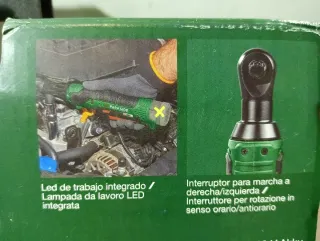 Led de trabajo integrado /
Lampada da lavoro LED
integrata
Interruptor para marcha a
derecha/izquierda /
Interruttore per rotazione in
senso orario/antiorario